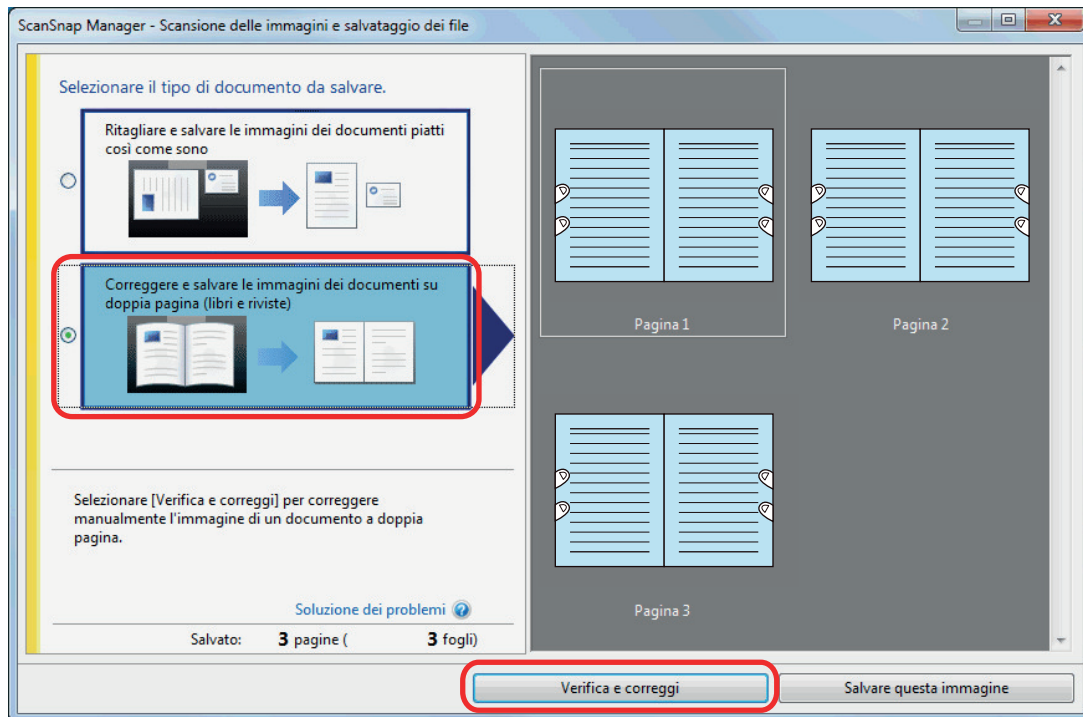 ScanSnap Manager - Scansione delle immagini e salvataggio dei file
Selezionare il tipo di documento da salvare.
Ritagliare e salvare le immagini dei documenti piatti
così come sono
Correggere e salvare le immagini dei documenti su
doppia pagina (libri e riviste)
Selezionare [Verifica e correggi] per correggere
manualmente l'immagine di un documento a doppia
pagina.
Soluzione dei problemi ?
Salvato: 3 pagine ( 3 fogli)
Pagina 1
Pagina 2
Pagina 3
Verifica e correggi
Salvare questa immagine